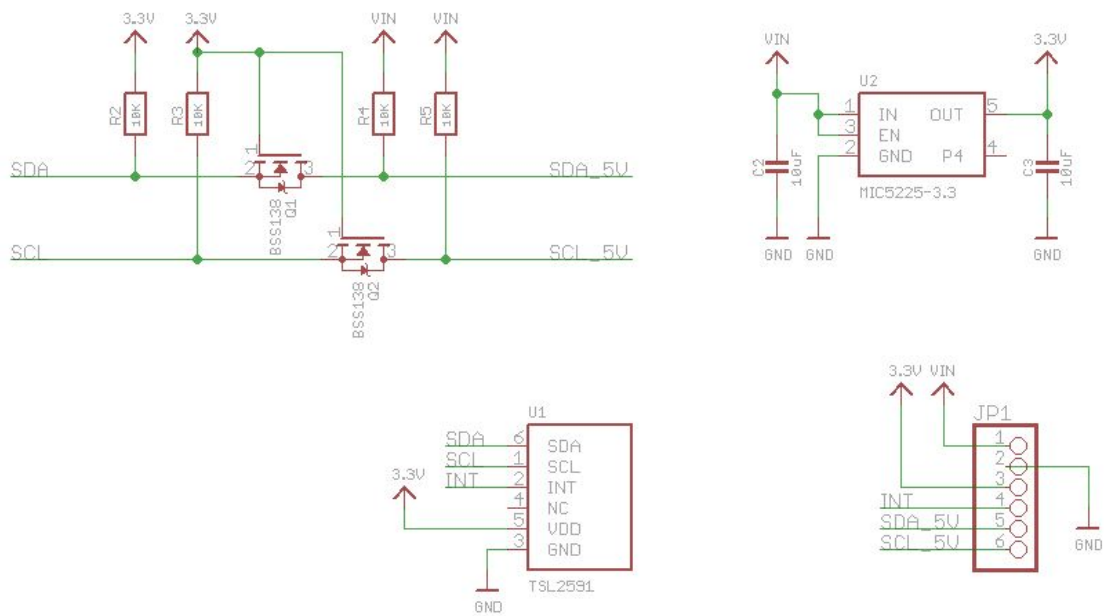 3.3V 3.3V VIN VIN
R2 10K R3 10K R4 10K R5 10K
1
SDA 2 3 SDA_5V
BSS138 Q1
1
SCL 2 3 SCL_5V
BSS138 Q2
VIN 3.3V
U2
1 IN OUT 5
3 EN
2 GND P4 4
C2 10uF
C3 10uF
MIC5225-3.3
GND GND GND
U1
SDA 6 SDA
SCL 1 SCL
INT 2 INT
4 NC
3.3V
5 VDD
3 GND
TSL2591
GND
3.3V VIN
JP1
1
2
3
INT 4
SDA_5V 5
SCL_5V 6
GND